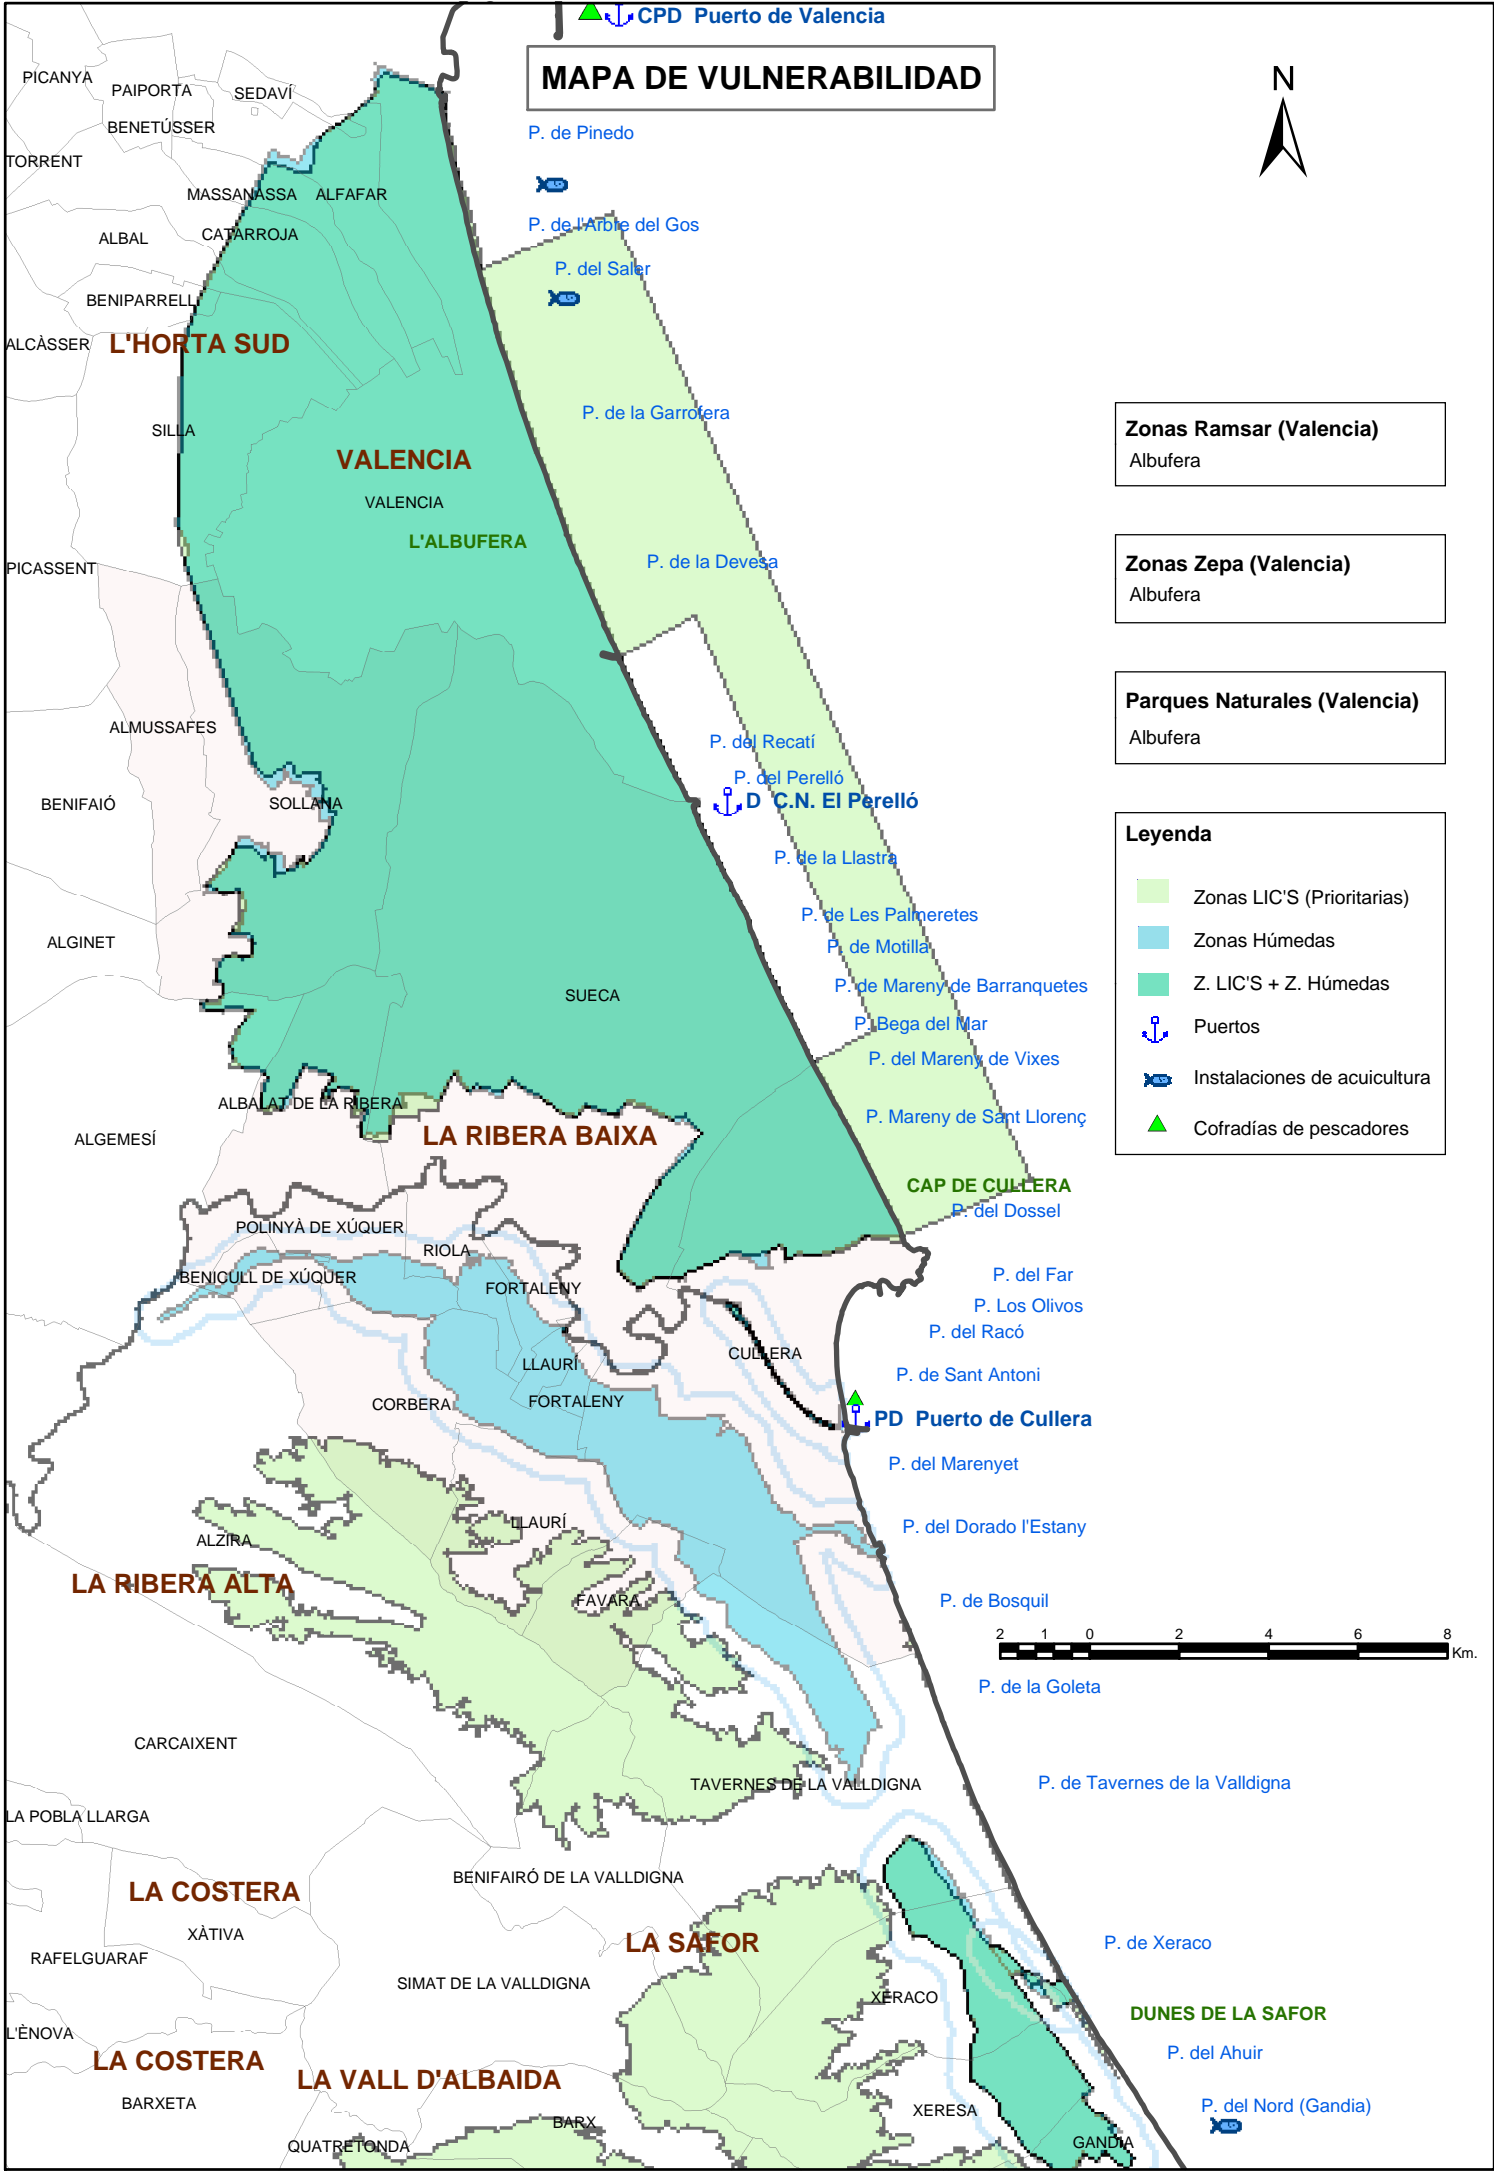 CPD Puerto de Valencia
MAPA DE VULNERABILIDAD
N
PICANYA
PAIPORTA
SEDAVÍ
BENETÚSSER
TORRENT
MASSANASSA
ALFAFAR
ALBAL
CATARROJA
BENIPARRELL
ALCÀSSER
L'HORTA SUD
SILLA
VALENCIA
VALENCIA
L'ALBUFERA
PICASSENT
ALMUSSAFES
BENIFAIÓ
SOLLANA
ALGINET
SUECA
ALBALAT DE LA RIBERA
ALGEMESÍ
LA RIBERA BAIXA
P. de Pinedo
P. de l'Arbre del Gos
P. del Saler
P. de la Garrofera
P. de la Devesa
P. del Recatí
P. del Perelló
D C.N. El Perelló
P. de la Llastra
P. de Les Palmeretes
P. de Motilla
P. de Mareny de Barranquetes
P. Bega del Mar
P. del Mareny de Vixes
P. Mareny de Sant Llorenç
CAP DE CULLERA
P. del Dossel
P. del Far
P. Los Olivos
P. del Racó
P. de Sant Antoni
PD Puerto de Cullera
P. del Marenyet
P. del Dorado l'Estany
P. de Bosquil
P. de la Goleta
P. de Tavernes de la Valldigna
P. de Xeraco
DUNES DE LA SAFOR
P. del Ahuir
P. del Nord (Gandia)
Zonas Ramsar (Valencia)
Albufera
Zonas Zepa (Valencia)
Albufera
Parques Naturales (Valencia)
Albufera
Leyenda
Zonas LIC'S (Prioritarias)
Zonas Húmedas
Z. LIC'S + Z. Húmedas
Puertos
Instalaciones de acuicultura
Cofradías de pescadores
2 1 0 2 4 6 8
Km.
POLINYÀ DE XÚQUER
RIOLA
BENICULL DE XÚQUER
FORTALENY
CULLERA
LLAURÍ
FORTALENY
CORBERA
LLAURÍ
ALZIRA
LA RIBERA ALTA
FAVARA
CARCAIXENT
TAVERNES DE LA VALLDIGNA
LA POBLA LLARGA
BENIFAIRÓ DE LA VALLDIGNA
LA COSTERA
XÀTIVA
LA SAFOR
RAFELGUARAF
SIMAT DE LA VALLDIGNA
XERACO
L'ÈNOVA
LA COSTERA
LA VALL D'ALBAIDA
BARXETA
BARX
XERESA
QUATRETONDA
GANDIA